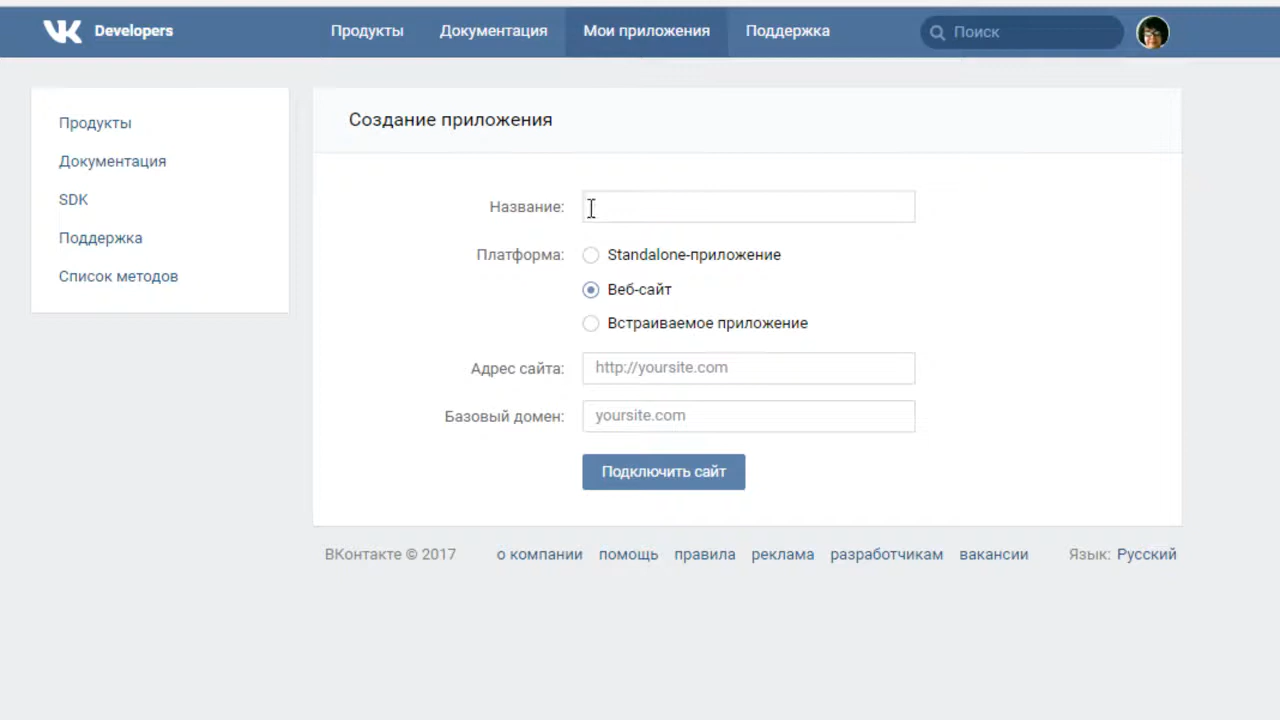 VK Developers Продукты Документация Мои приложения Поддержка Поиск
Продукты
Документация
SDK
Поддержка
Список методов
Создание приложения
Название:
Платформа: Standalone-приложение
Веб-сайт
Встраиваемое приложение
Адрес сайта: http://yoursite.com
Базовый домен: yoursite.com
Подключить сайт
ВКонтакте © 2017 о компании помощь правила реклама разработчикам вакансии Язык: Русский